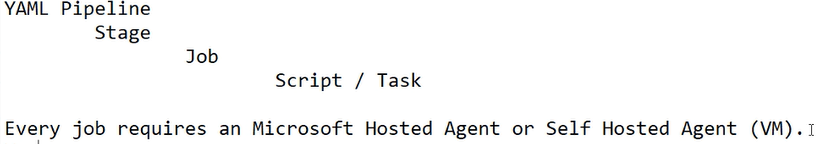 YAML Pipeline
Stage
Job
Script / Task
Every job requires an Microsoft Hosted Agent or Self Hosted Agent (VM).